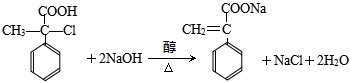 COOH
CH₃—C—Cl
+ 2NaOH
醇
△
COONa
CH₂=C
+ NaCl + 2H₂O